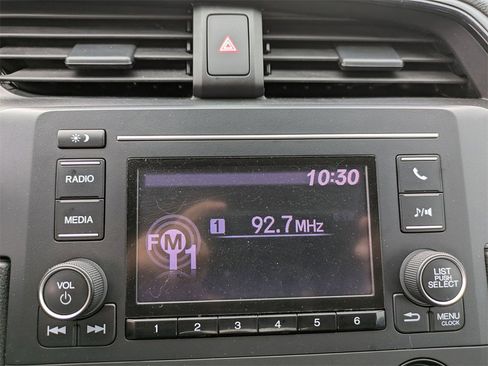 10:30
RADIO
MEDIA
FM1
1 92.7MHz
VOL
LIST
PUSH
SELECT
MENU
CLOCK
1 2 3 4 5 6